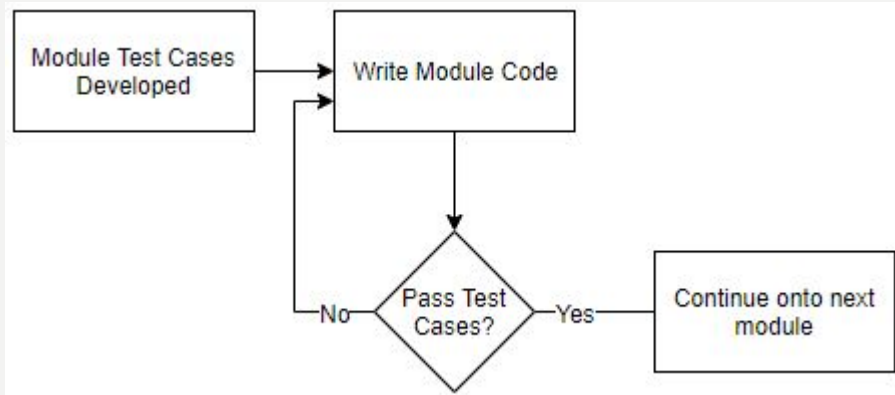 Module Test Cases
Developed
Write Module Code
Pass Test
Cases?
No
Yes
Continue onto next
module